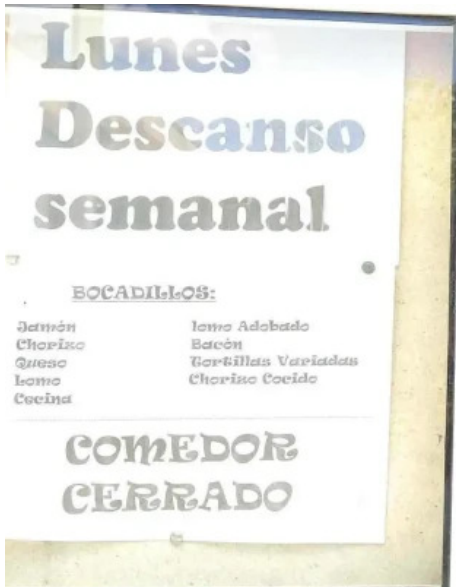 Lunes
Descanso
semanal
BOCADILLOS:
Jamón
Chorizo
Queso
Lomo
Cecina
lomo Adobado
Bacón
Tortillas Variadas
Chorizo Cocido
COMEDOR
CERRADO